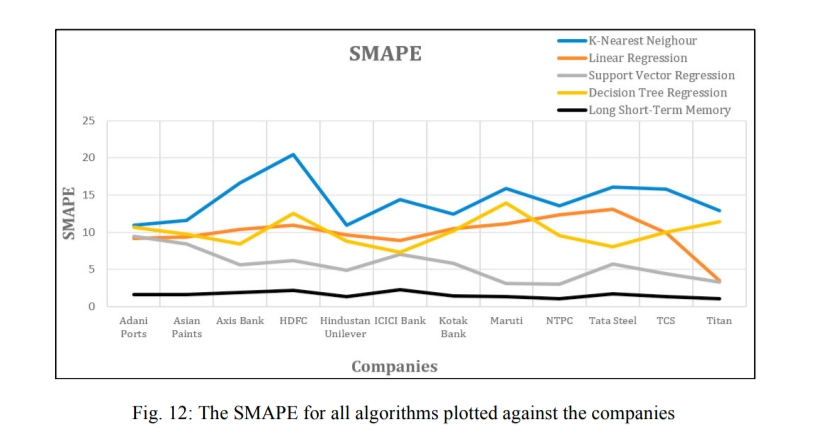 SMAPE
K-Nearest Neighour
Linear Regression
Support Vector Regression
Decision Tree Regression
Long Short-Term Memory
25
20
15
10
5
0
SMAPE
Adani Ports
Asian Paints
Axis Bank
HDFC
Hindustan Unilever
ICICI Bank
Kotak Bank
Maruti
NTPC
Tata Steel
TCS
Titan
Companies
Fig. 12: The SMAPE for all algorithms plotted against the companies